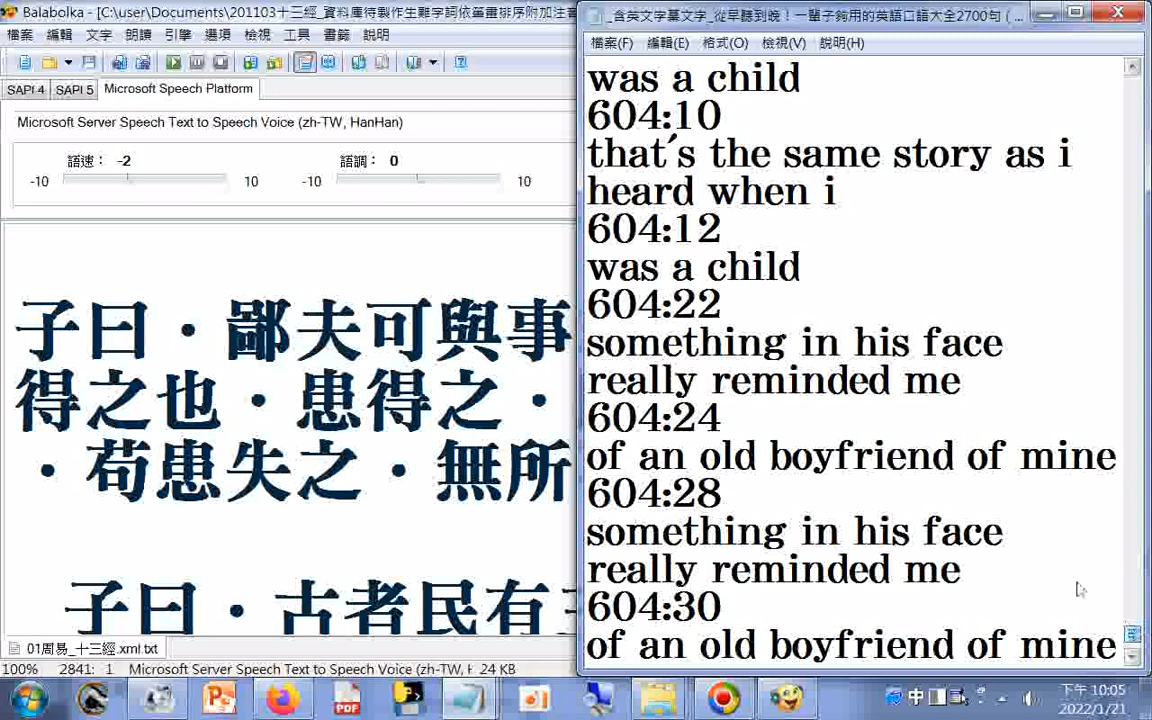 Balabolka - [C:\user\Documents\201103十三經_資料庫待製作生難字詞依筆畫排序附加注音
檔案 編輯 文字 朗讀 引擎 選項 檢視 工具 書籤 說明
SAPI 4 SAPI 5 Microsoft Speech Platform
Microsoft Server Speech Text to Speech Voice (zh-TW, HanHan)
語速: -2 語調: 0
-10 10 -10 10
子曰·鄙夫可與事
得之也·患得之·
·苟患失之·無所
子曰·古者民有三
01周易_十三經.xml.txt
100% 2841: 1 Microsoft Server Speech Text to Speech Voice (zh-TW, H 24 KB
_含英文字幕文字_從早聽到晚!一輩子夠用的英語口語大全2700句 (...
檔案(F) 編輯(E) 格式(O) 檢視(V) 說明(H)
was a child
604:10
that's the same story as i
heard when i
604:12
was a child
604:22
something in his face
really reminded me
604:24
of an old boyfriend of mine
604:28
something in his face
really reminded me
604:30
of an old boyfriend of mine
中
下午 10:05
2022/1/21